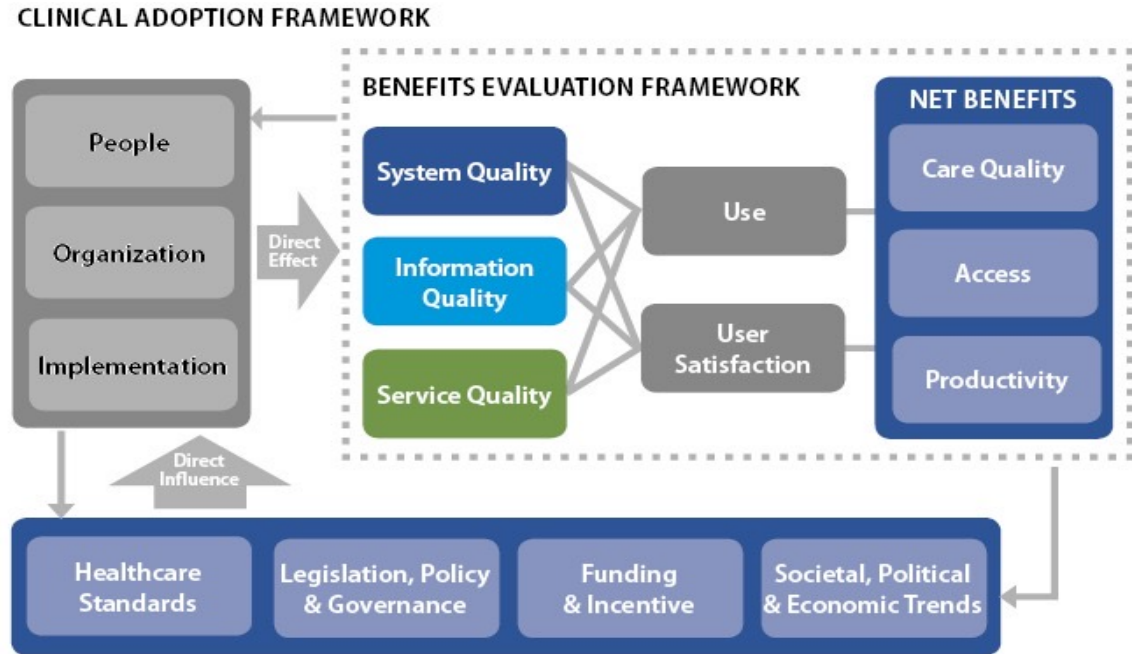 CLINICAL ADOPTION FRAMEWORK
People
Organization
Implementation
Direct
Effect
BENEFITS EVALUATION FRAMEWORK
System Quality
Information
Quality
Service Quality
Use
User
Satisfaction
NET BENEFITS
Care Quality
Access
Productivity
Direct
Influence
Healthcare
Standards
Legislation, Policy
& Governance
Funding
& Incentive
Societal, Political
& Economic Trends